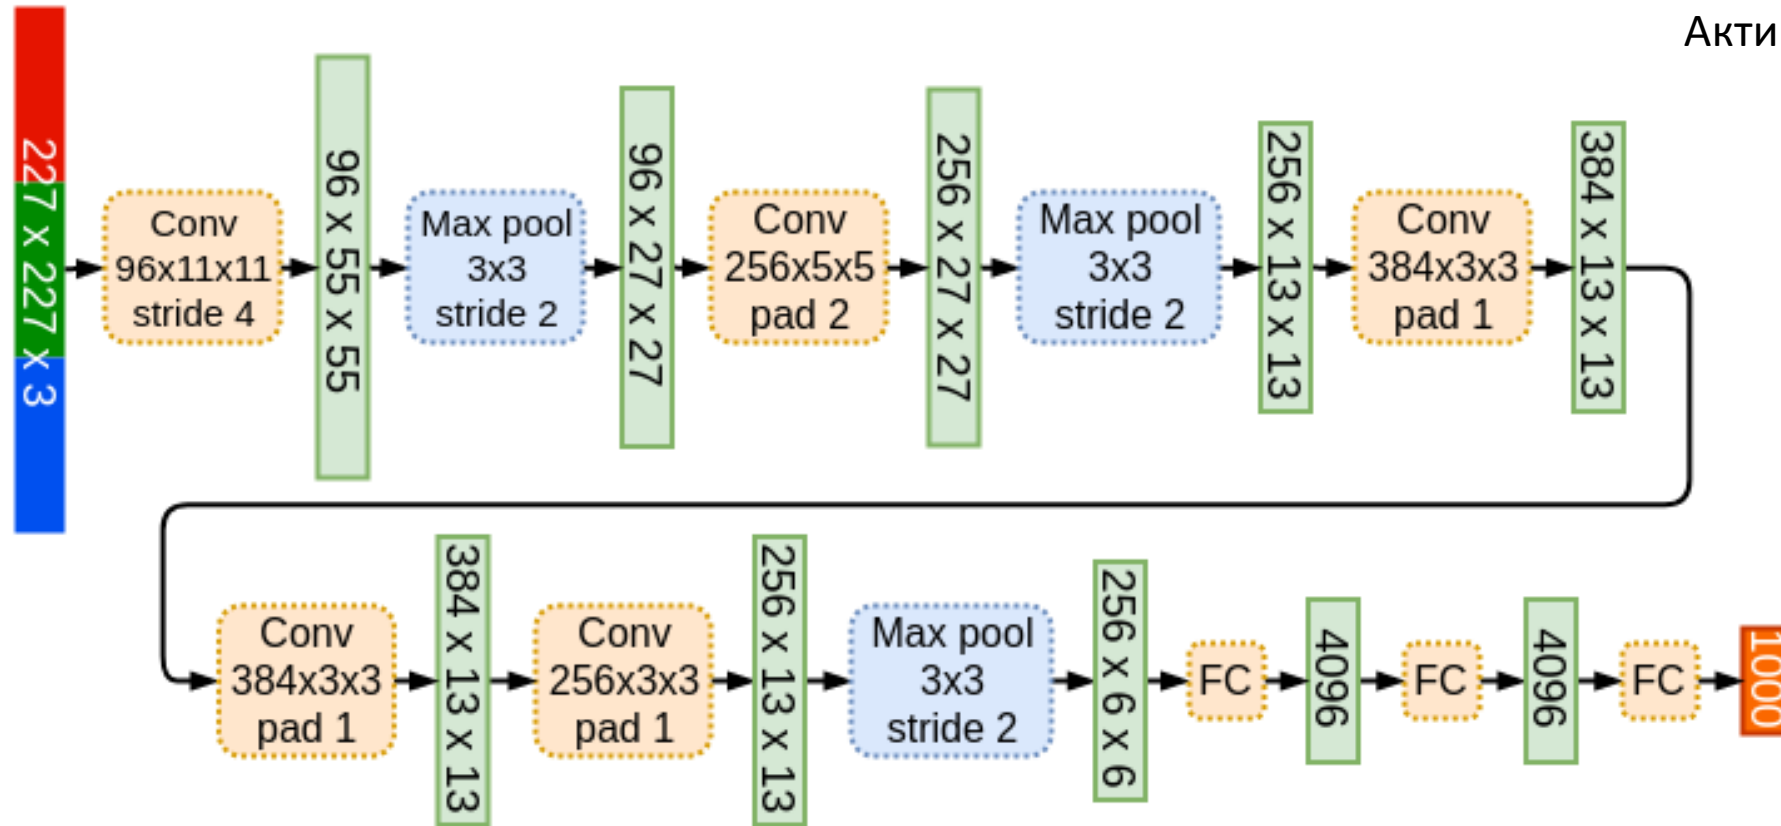 Акти
227 x 227 x 3
Conv
96x11x11
stride 4
96 x 55 x 55
Max pool
3x3
stride 2
96 x 27 x 27
Conv
256x5x5
pad 2
256 x 27 x 27
Max pool
3x3
stride 2
256 x 13 x 13
Conv
384x3x3
pad 1
384 x 13 x 13
Conv
384x3x3
pad 1
384 x 13 x 13
Conv
256x3x3
pad 1
256 x 13 x 13
Max pool
3x3
stride 2
256 x 6 x 6
FC
4096
FC
4096
FC
1000